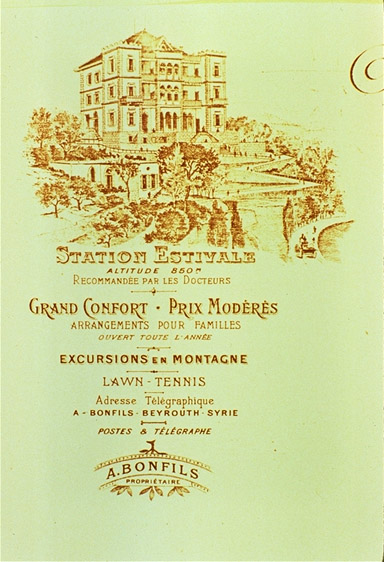 STATION ESTIVALE
ALTITUDE 850m
RECOMMANDÉE PAR LES DOCTEURS
GRAND CONFORT - PRIX MODÉRÉS
ARRANGEMENTS POUR FAMILLES
OUVERT TOUTE L'ANNÉE
EXCURSIONS EN MONTAGNE
LAWN - TENNIS
Adresse Télégraphique
A - BONFILS - BEYROUTH - SYRIE
POSTES & TÉLÉGRAPHE
A. BONFILS
PROPRIÉTAIRE